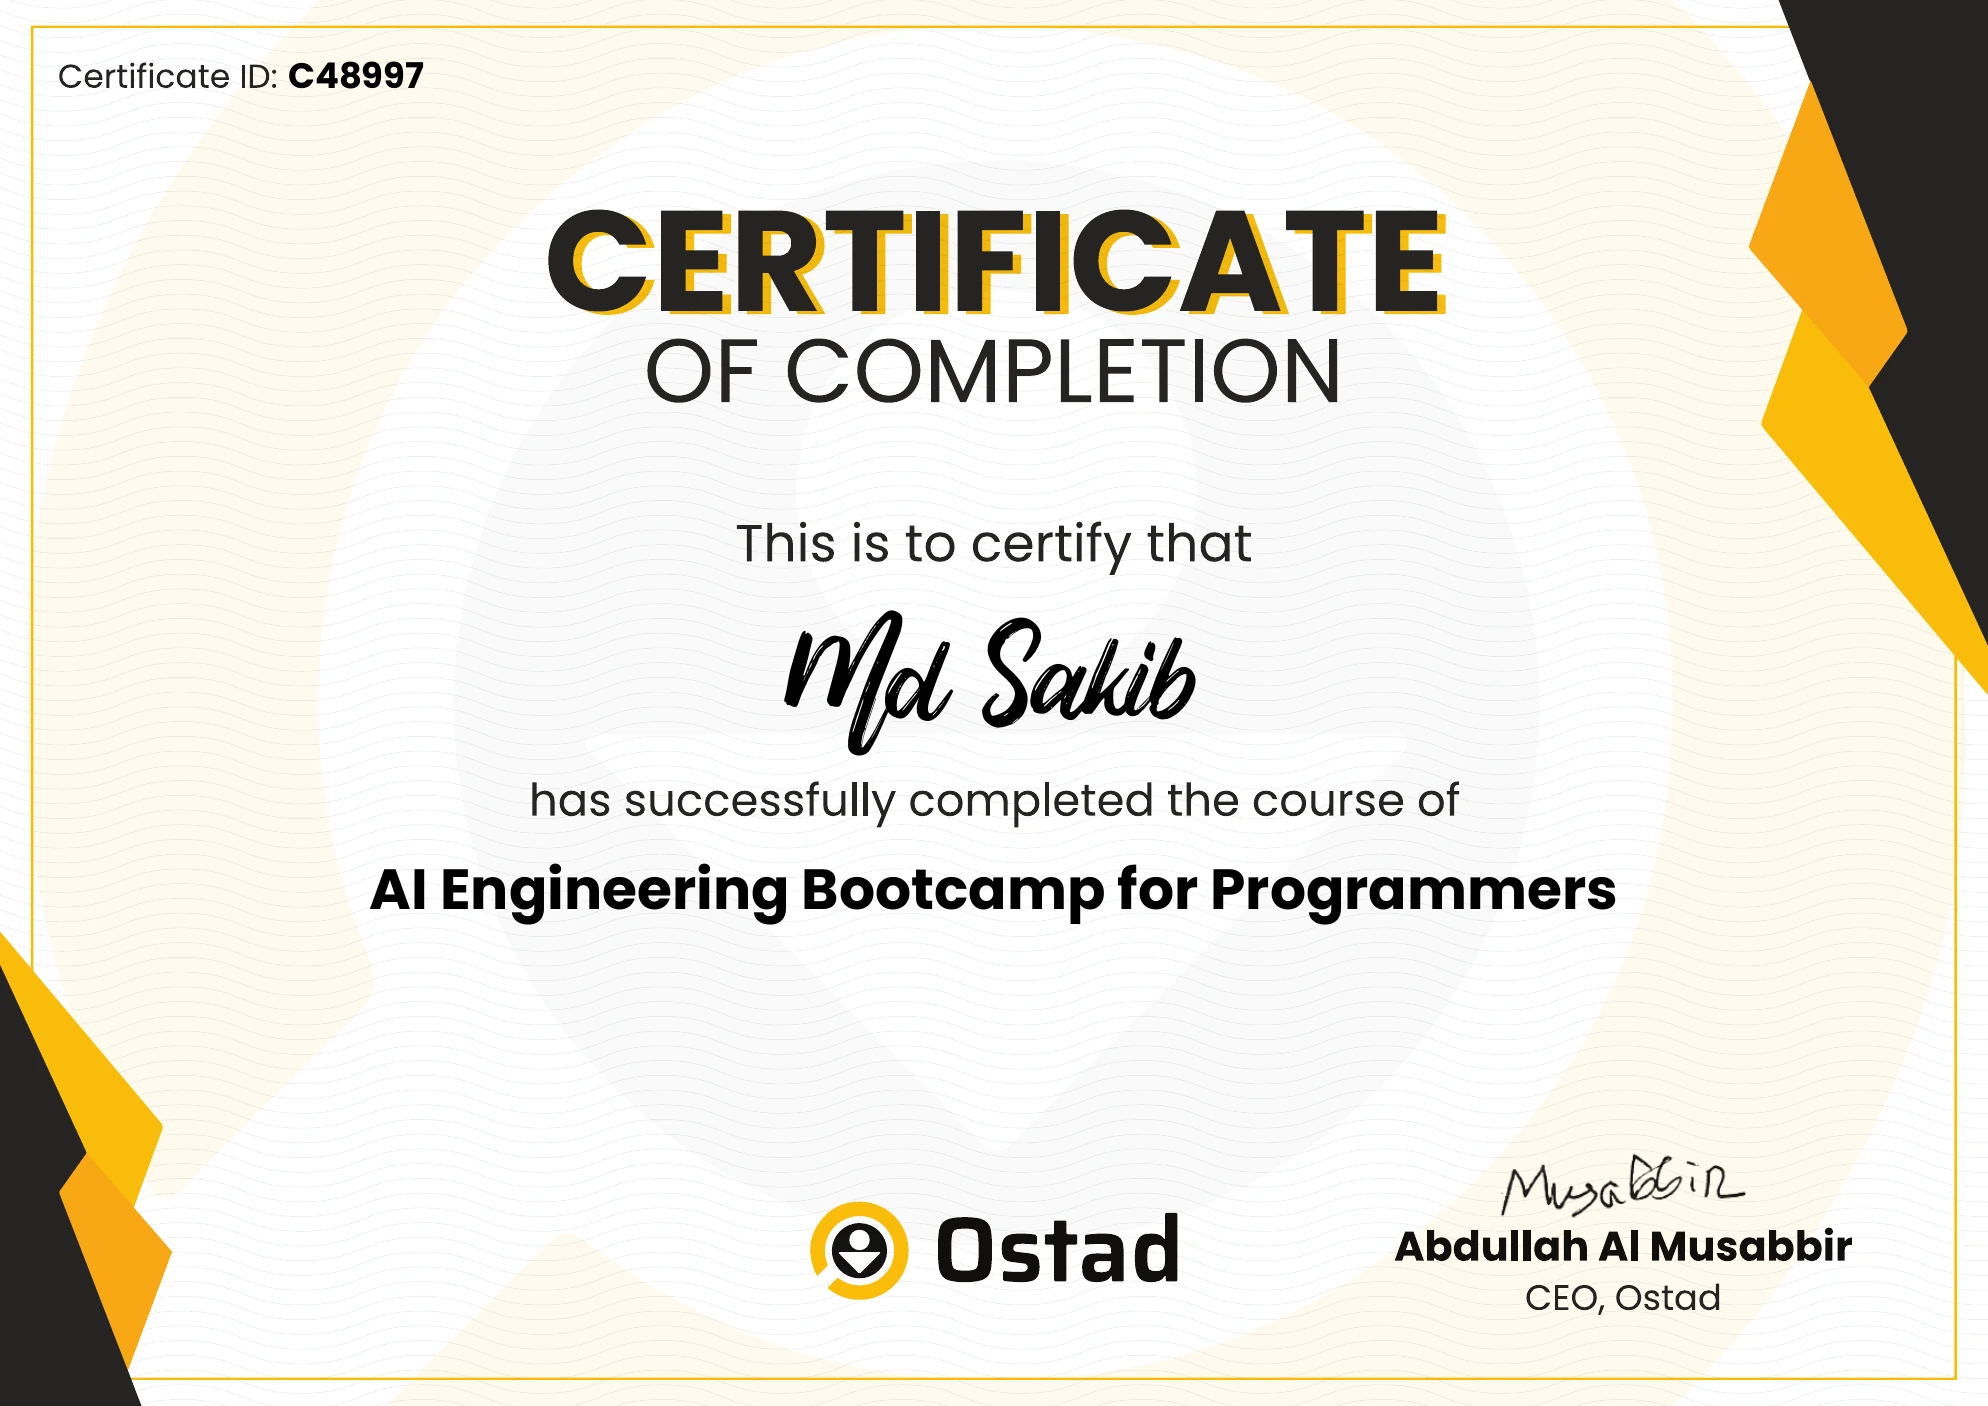 Certificate ID: C48997
CERTIFICATE
OF COMPLETION
This is to certify that
Md Sakib
has successfully completed the course of
AI Engineering Bootcamp for Programmers
Ostad
Musabbir
Abdullah Al Musabbir
CEO, Ostad